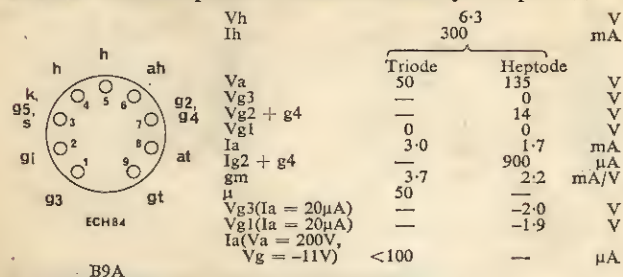 Vh 6·3 V
Ih 300 mA
Triode Heptode
Va 50 135 V
Vg3 — 0 V
Vg2 + g4 — 14 V
Vg1 0 0 V
Ia 3·0 1·7 mA
Ig2 + g4 — 900 μA
gm 3·7 2·2 mA/V
μ 50 —
Vg3(Ia = 20μA) — -2·0 V
Vg1(Ia = 20μA) — -1·9 V
Ia(Va = 200V,
Vg = -11V) <100 — μA
h
h ah
k, g5, s
g2, g4
4 5 6
3 7
2 8
1 9
g1 at
g3 gt
ECH84
B9A